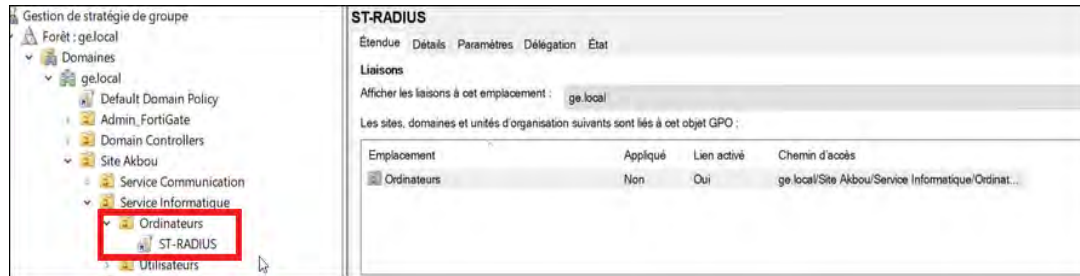 Gestion de stratégie de groupe
Forêt : ge.local
Domaines
ge.local
Default Domain Policy
Admin_FortiGate
Domain Controllers
Site Akbou
Service Communication
Service Informatique
Ordinateurs
ST-RADIUS
Utilisateurs
ST-RADIUS
Étendue Détails Paramètres Délégation État
Liaisons
Afficher les liaisons à cet emplacement : ge.local
Les sites, domaines et unités d'organisation suivants sont liés à cet objet GPO :
Emplacement Appliqué Lien activé Chemin d'accès
Ordinateurs Non Oui ge.local/Site Akbou/Service Informatique/Ordinat...